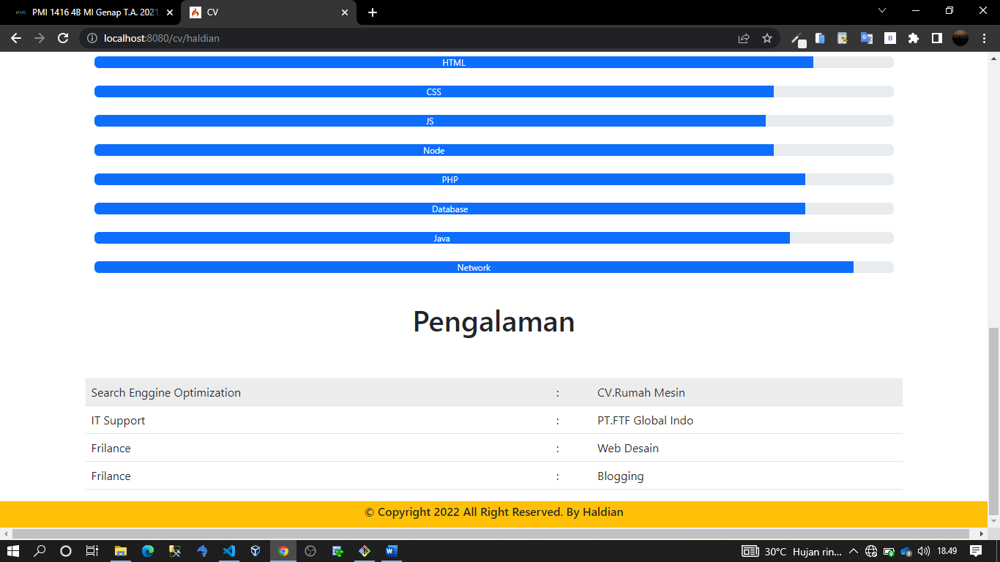 PLMS PMI 1416 4B MI Genap T.A. 2021
CV
localhost:8080/cv/haldian
HTML
CSS
JS
Node
PHP
Database
Java
Network
Pengalaman
Search Enggine Optimization : CV.Rumah Mesin
IT Support : PT.FTF Global Indo
Frilance : Web Desain
Frilance : Blogging
© Copyright 2022 All Right Reserved. By Haldian
30°C Hujan rin... 18.49